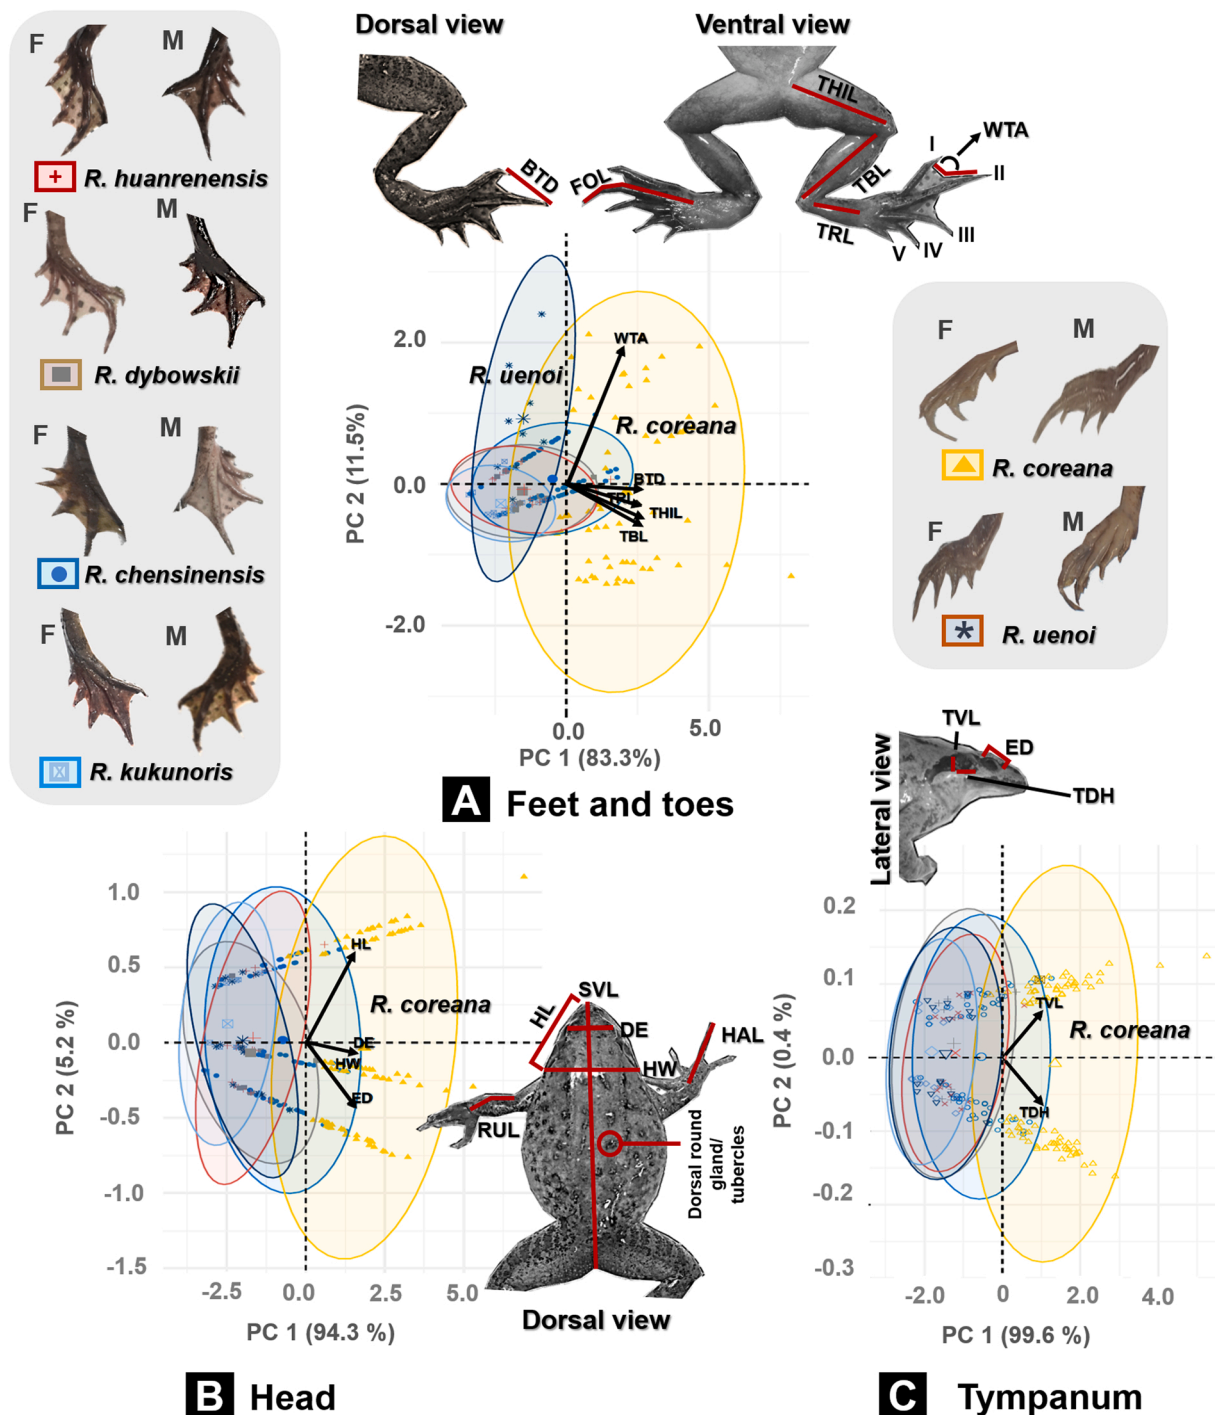 Dorsal view
Ventral view
F
M
R. huanrenensis
F
M
R. dybowskii
F
M
R. chensinensis
F
M
R. kukunoris
BTD
FOL
THIL
TBL
TRL
WTA
I
II
III
IV
V
PC 2 (11.5%)
2.0
0.0
-2.0
WTA
R. uenoi
R. coreana
BTD
TRL
THIL
TBL
0.0
5.0
PC 1 (83.3%)
A Feet and toes
F
M
R. coreana
F
M
R. uenoi
Lateral view
TVL
ED
TDH
PC 2 (5.2 %)
1.0
0.5
0.0
-0.5
-1.0
-1.5
HL
R. coreana
DE
HW
ED
-2.5
0.0
2.5
5.0
PC 1 (94.3 %)
B Head
SVL
HL
DE
HAL
HW
RUL
Dorsal round
gland/
tubercles
Dorsal view
PC 2 (0.4 %)
0.2
0.1
0.0
-0.1
-0.2
-0.3
TVL
R. coreana
TDH
-2.0
0.0
2.0
4.0
PC 1 (99.6 %)
C Tympanum